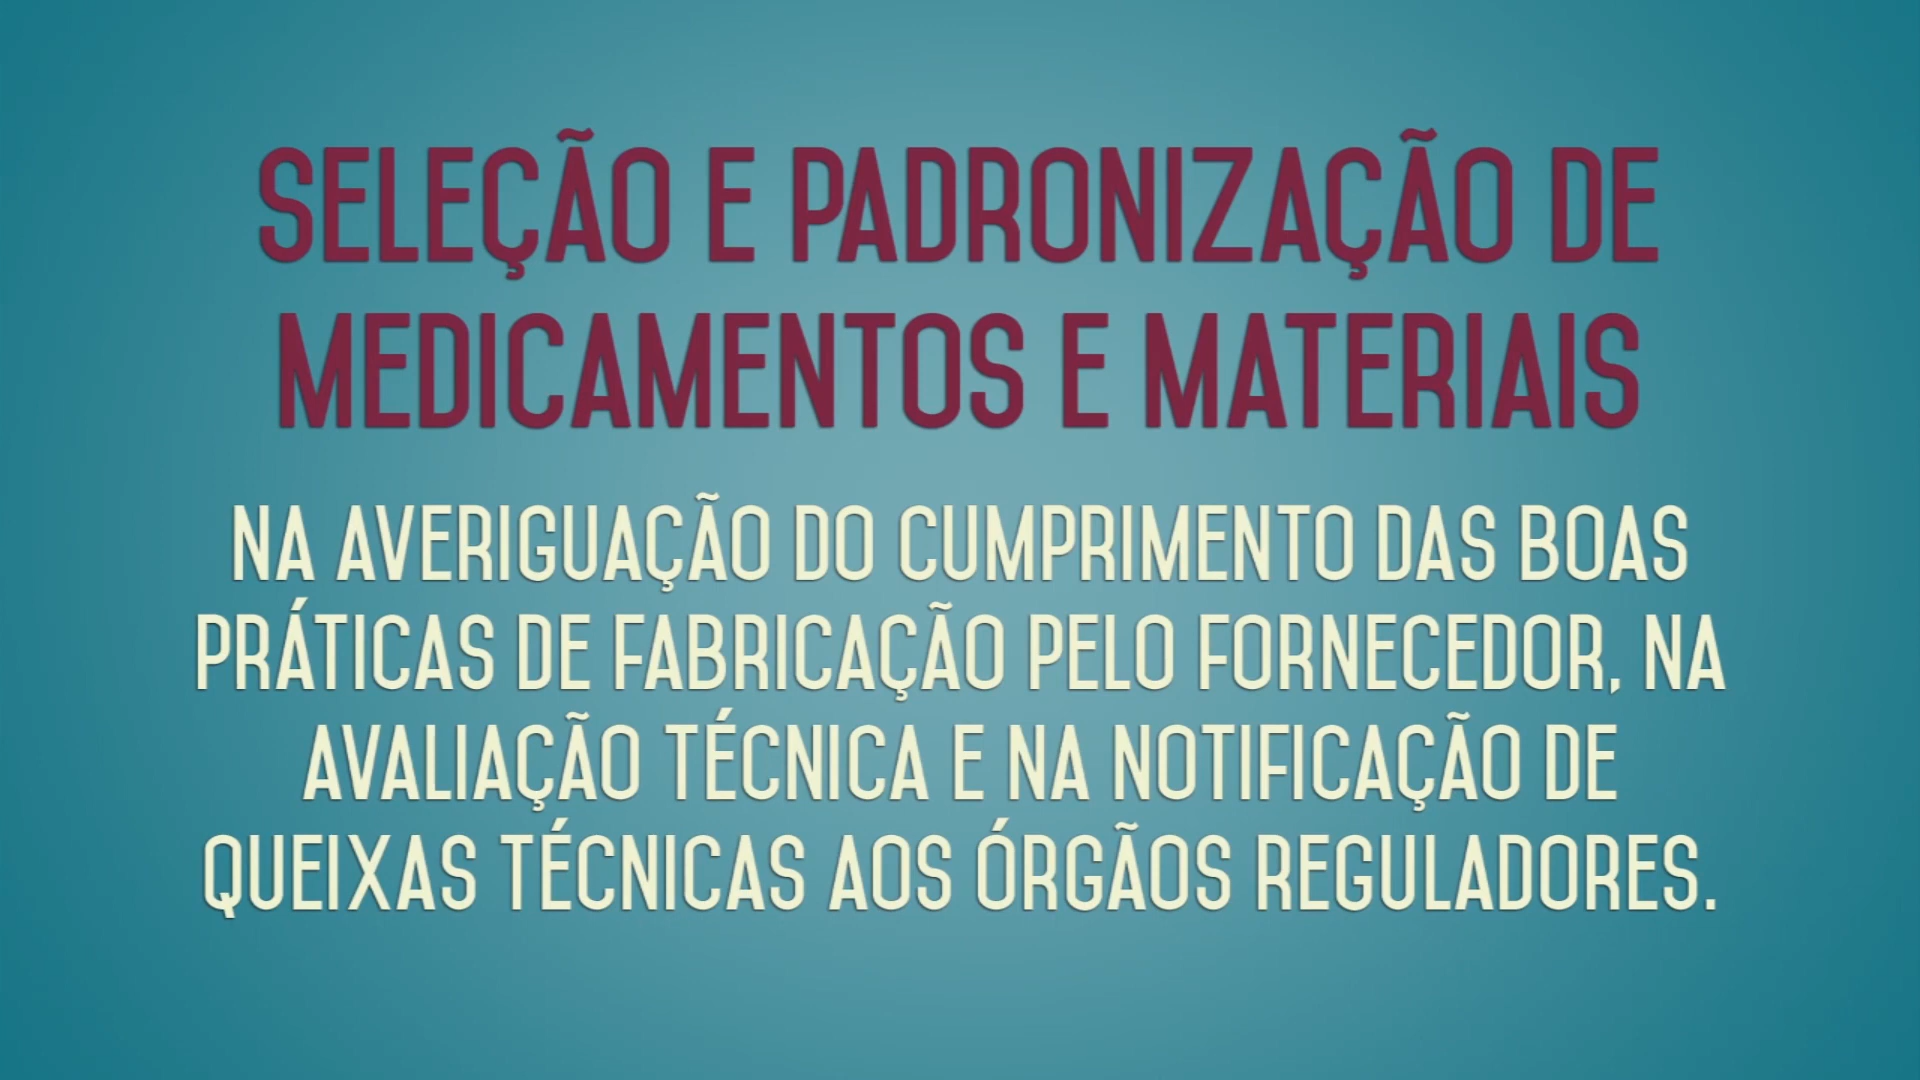 SELEÇÃO E PADRONIZAÇÃO DE
MEDICAMENTOS E MATERIAIS
NA AVERIGUAÇÃO DO CUMPRIMENTO DAS BOAS
PRÁTICAS DE FABRICAÇÃO PELO FORNECEDOR, NA
AVALIAÇÃO TÉCNICA E NA NOTIFICAÇÃO DE
QUEIXAS TÉCNICAS AOS ÓRGÃOS REGULADORES.